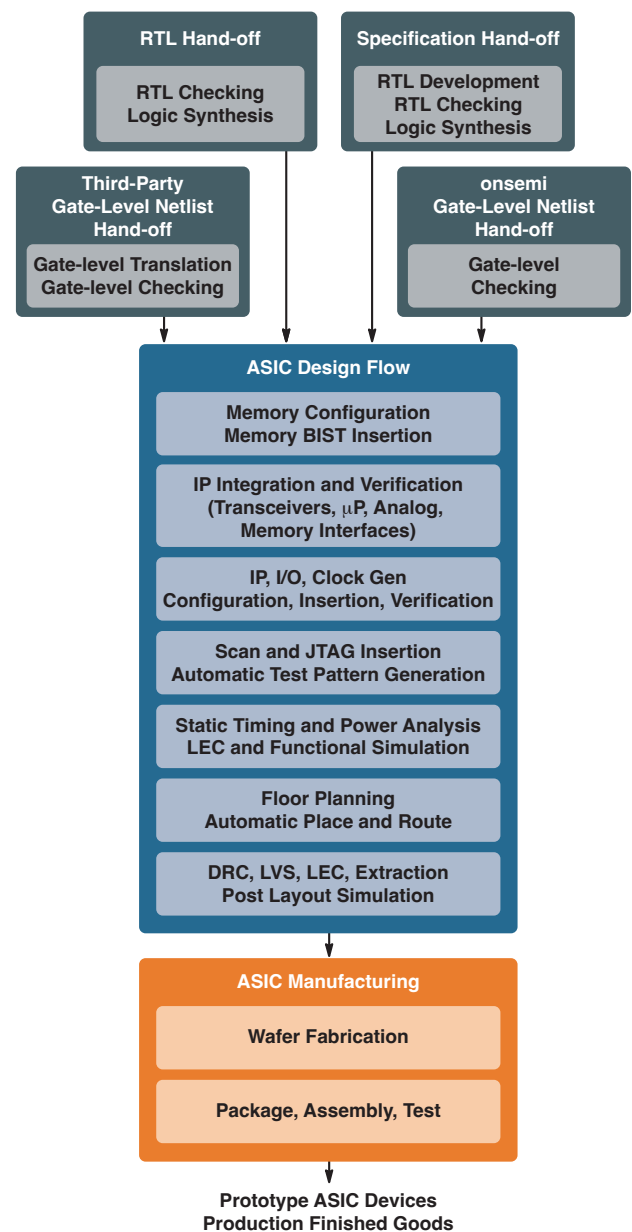 RTL Hand-off
RTL Checking
Logic Synthesis
Specification Hand-off
RTL Development
RTL Checking
Logic Synthesis
Third-Party
Gate-Level Netlist
Hand-off
Gate-level Translation
Gate-level Checking
onsemi
Gate-Level Netlist
Hand-off
Gate-level
Checking
ASIC Design Flow
Memory Configuration
Memory BIST Insertion
IP Integration and Verification
(Transceivers, μP, Analog,
Memory Interfaces)
IP, I/O, Clock Gen
Configuration, Insertion, Verification
Scan and JTAG Insertion
Automatic Test Pattern Generation
Static Timing and Power Analysis
LEC and Functional Simulation
Floor Planning
Automatic Place and Route
DRC, LVS, LEC, Extraction
Post Layout Simulation
ASIC Manufacturing
Wafer Fabrication
Package, Assembly, Test
Prototype ASIC Devices
Production Finished Goods